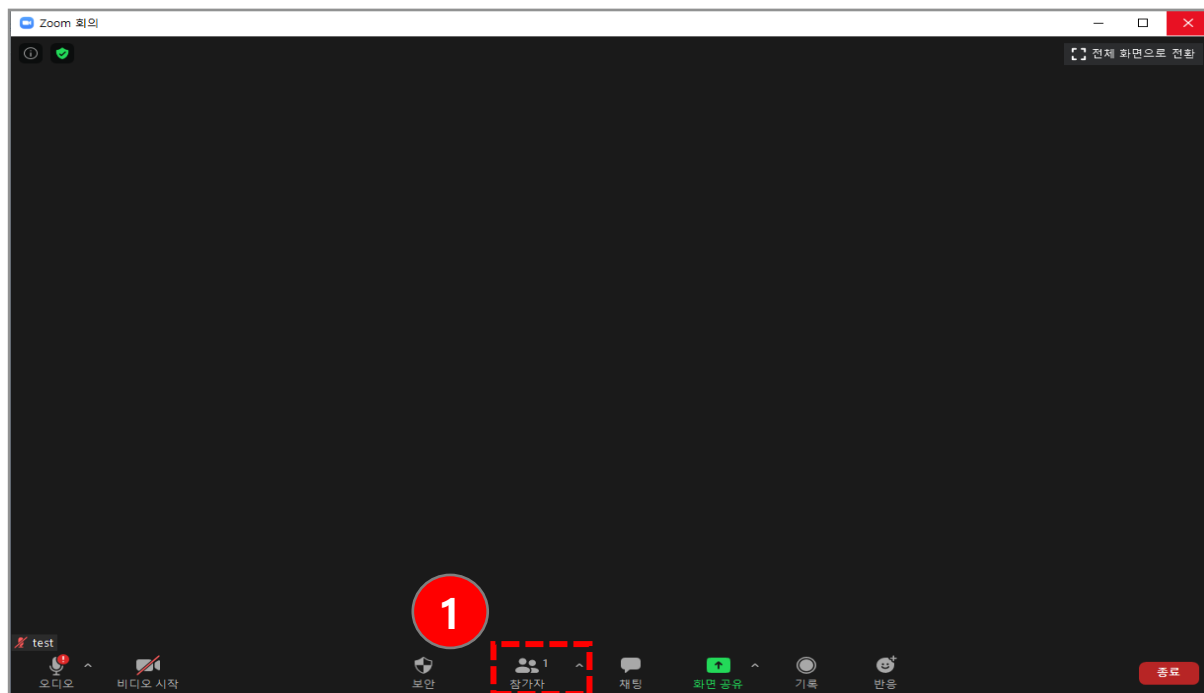 Zoom 회의
전체 화면으로 전환
1
test
오디오
비디오 시작
보안
참가자
1
채팅
화면 공유
기록
반응
종료